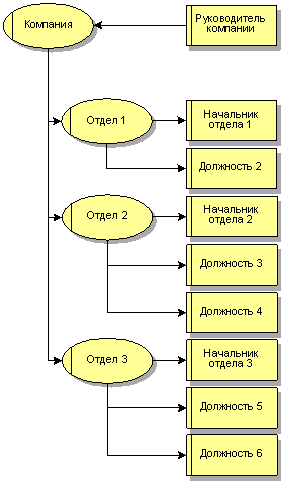 Компания
Руководитель
компании
Отдел 1
Начальник
отдела 1
Должность 2
Отдел 2
Начальник
отдела 2
Должность 3
Должность 4
Отдел 3
Начальник
отдела 3
Должность 5
Должность 6